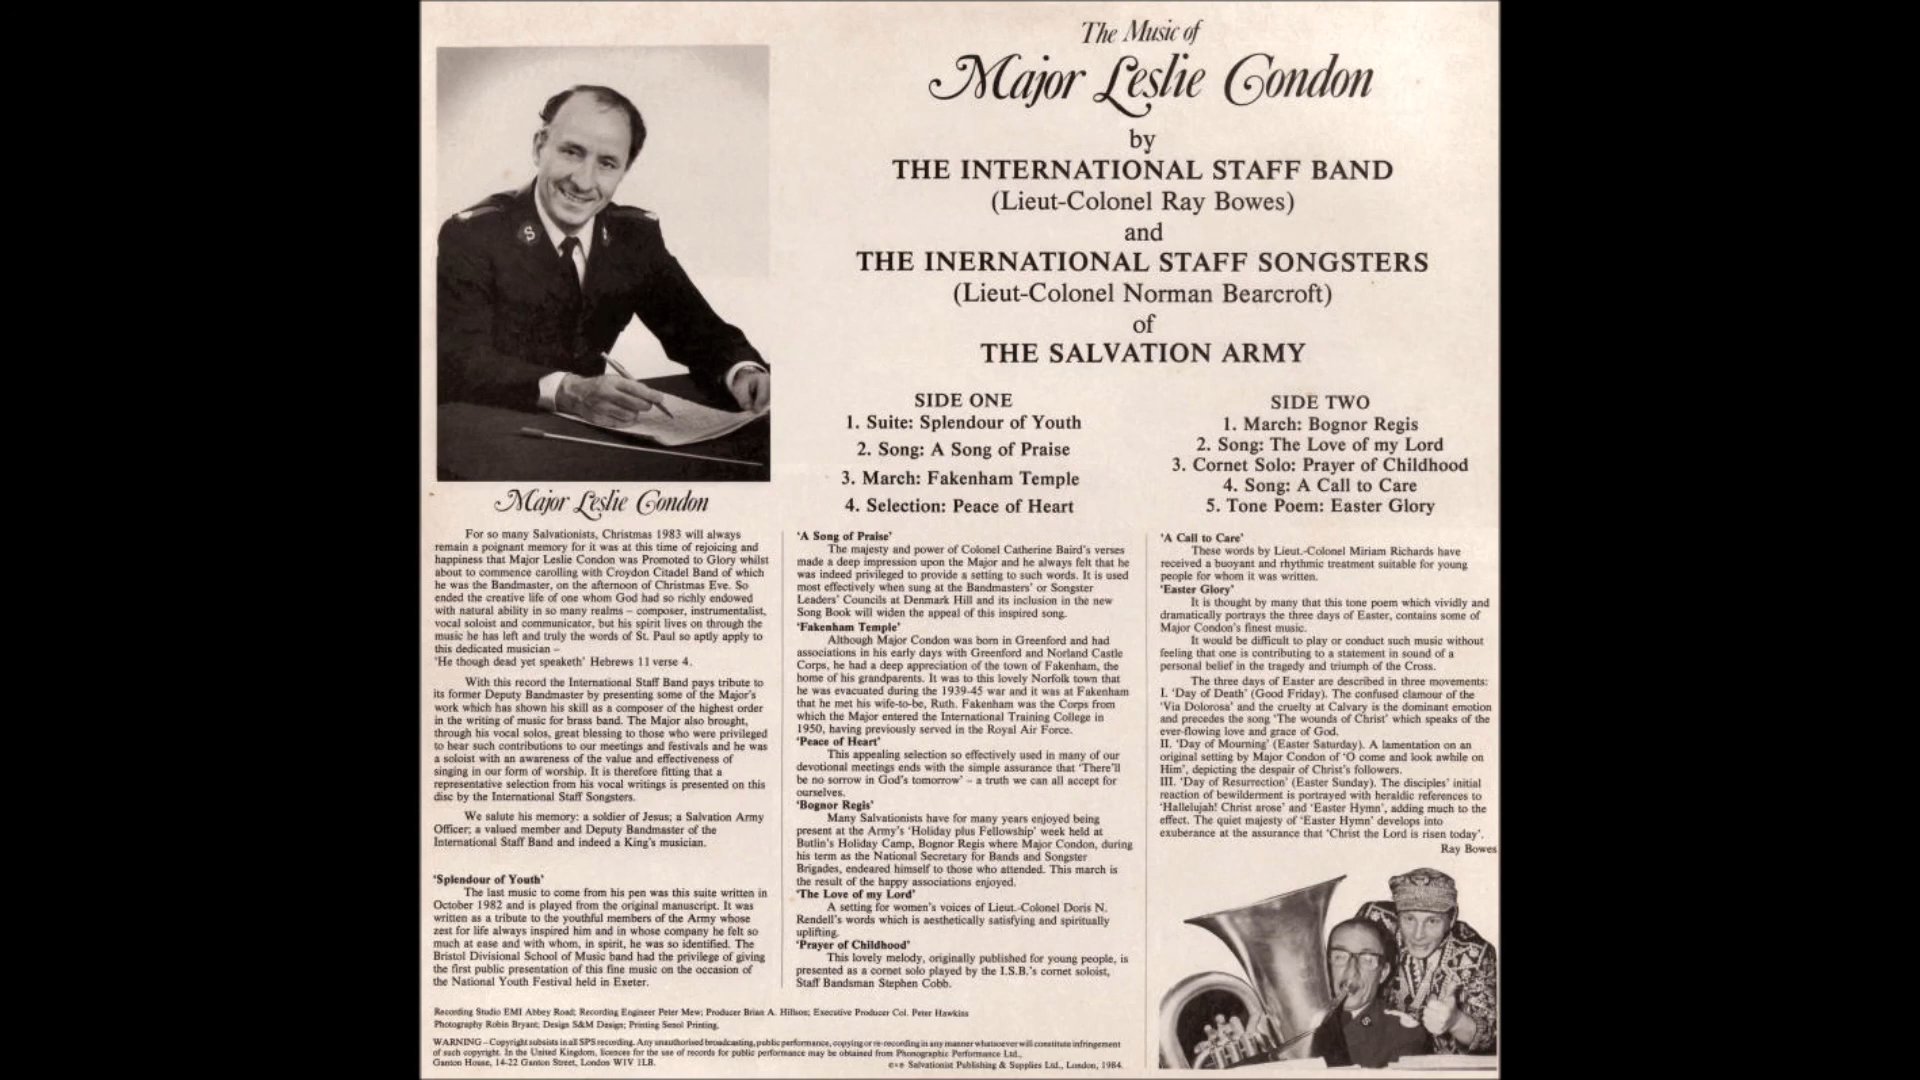 The Music of
Major Leslie Condon
by
THE INTERNATIONAL STAFF BAND
(Lieut-Colonel Ray Bowes)
and
THE INERNATIONAL STAFF SONGSTERS
(Lieut-Colonel Norman Bearcroft)
of
THE SALVATION ARMY
SIDE ONE
1. Suite: Splendour of Youth
2. Song: A Song of Praise
3. March: Fakenham Temple
4. Selection: Peace of Heart
SIDE TWO
1. March: Bognor Regis
2. Song: The Love of my Lord
3. Cornet Solo: Prayer of Childhood
4. Song: A Call to Care
5. Tone Poem: Easter Glory
Major Leslie Condon
For so many Salvationists, Christmas 1983 will always
remain a poignant memory for it was at this time of rejoicing and
happiness that Major Leslie Condon was Promoted to Glory whilst
about to commence carolling with Croydon Citadel Band of which
he was the Bandmaster, on the afternoon of Christmas Eve. So
ended the creative life of one whom God had so richly endowed
with natural ability in so many realms – composer, instrumentalist,
vocal soloist and communicator, but his spirit lives on through the
music he has left and truly the words of St. Paul so aptly apply to
this dedicated musician –
'He though dead yet speaketh' Hebrews 11 verse 4.
With this record the International Staff Band pays tribute to
its former Deputy Bandmaster by presenting some of the Major's
work which has shown his skill as a composer of the highest order
in the writing of music for brass band. The Major also brought,
through his vocal solos, great blessing to those who were privileged
to hear such contributions to our meetings and festivals and he was
a soloist with an awareness of the value and effectiveness of
singing in our form of worship. It is therefore fitting that a
representative selection from his vocal writings is presented on this
disc by the International Staff Songsters.
We salute his memory: a soldier of Jesus; a Salvation Army
Officer; a valued member and Deputy Bandmaster of the
International Staff Band and indeed a King's musician.
'Splendour of Youth'
The last music to come from his pen was this suite written in
October 1982 and is played from the original manuscript. It was
written as a tribute to the youthful members of the Army whose
zest for life always inspired him and in whose company he felt so
much at ease and with whom, in spirit, he was so identified. The
Bristol Divisional School of Music band had the privilege of giving
the first public presentation of this fine music on the occasion of
the National Youth Festival held in Exeter.
'A Song of Praise'
The majesty and power of Colonel Catherine Baird's verses
made a deep impression upon the Major and he always felt that he
was indeed privileged to provide a setting to such words. It is used
most effectively when sung at the Bandmasters' or Songster
Leaders' Councils at Denmark Hill and its inclusion in the new
Song Book will widen the appeal of this inspired song.
'Fakenham Temple'
Although Major Condon was born in Greenford and had
associations in his early days with Greenford and Norland Castle
Corps, he had a deep appreciation of the town of Fakenham, the
home of his grandparents. It was to this lovely Norfolk town that
he was evacuated during the 1939-45 war and it was at Fakenham
that he met his wife-to-be, Ruth. Fakenham was the Corps from
which the Major entered the International Training College in
1950, having previously served in the Royal Air Force.
'Peace of Heart'
This appealing selection so effectively used in many of our
devotional meetings ends with the simple assurance that 'There'll
be no sorrow in God's tomorrow' – a truth we can all accept for
ourselves.
'Bognor Regis'
Many Salvationists have for many years enjoyed being
present at the Army's 'Holiday plus Fellowship' week held at
Butlin's Holiday Camp, Bognor Regis where Major Condon, during
his term as the National Secretary for Bands and Songster
Brigades, endeared himself to those who attended. This march is
the result of the happy associations enjoyed.
'The Love of my Lord'
A setting for women's voices of Lieut.-Colonel Doris N.
Rendell's words which is aesthetically satisfying and spiritually
uplifting.
'Prayer of Childhood'
This lovely melody, originally published for young people, is
presented as a cornet solo played by the I.S.B.'s cornet soloist,
Staff Bandsman Stephen Cobb.
'A Call to Care'
These words by Lieut.-Colonel Miriam Richards have
received a buoyant and rhythmic treatment suitable for young
people for whom it was written.
'Easter Glory'
It is thought by many that this tone poem which vividly and
dramatically portrays the three days of Easter, contains some of
Major Condon's finest music.
It would be difficult to play or conduct such music without
feeling that one is contributing to a statement in sound of a
personal belief in the tragedy and triumph of the Cross.
The three days of Easter are described in three movements:
I. 'Day of Death' (Good Friday). The confused clamour of the
'Via Dolorosa' and the cruelty at Calvary is the dominant emotion
and precedes the song 'The wounds of Christ' which speaks of the
ever-flowing love and grace of God.
II. 'Day of Mourning' (Easter Saturday). A lamentation on an
original setting by Major Condon of 'O come and look awhile on
Him', depicting the despair of Christ's followers.
III. 'Day of Resurrection' (Easter Sunday). The disciples' initial
reaction of bewilderment is portrayed with heraldic references to
'Hallelujah! Christ arose' and 'Easter Hymn', adding much to the
effect. The quiet majesty of 'Easter Hymn' develops into
exuberance at the assurance that 'Christ the Lord is risen today'.
Ray Bowes
Recording Studio EMI Abbey Road; Recording Engineer Peter Mew; Producer Brian A. Hillson; Executive Producer Col. Peter Hawkins
Photography Robin Bryant; Design S&M Design; Printing Senol Printing.
WARNING – Copyright subsists in all SPS recording. Any unauthorised broadcasting, public performance, copying or re-recording in any manner whatsoever will constitute infringement
of such copyright. In the United Kingdom, licences for the use of records for public performance may be obtained from Phonographic Performance Ltd.,
Ganton House, 14-22 Ganton Street, London W1V 1LB.
Salvationist Publishing & Supplies Ltd., London, 1984.